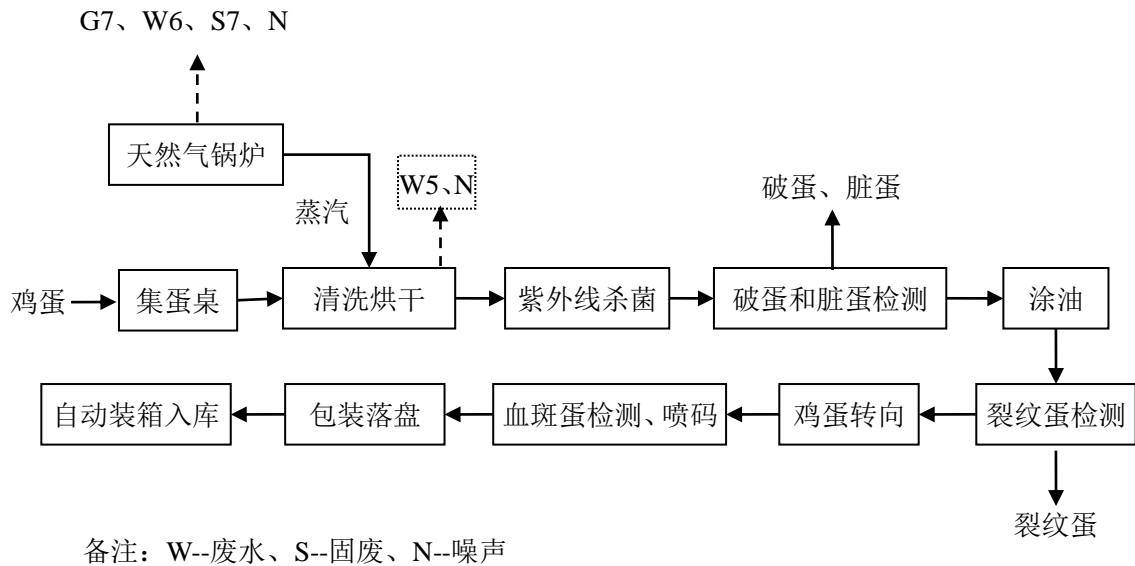 G7、W6、S7、N
天然气锅炉
蒸汽
W5、N
破蛋、脏蛋
鸡蛋
集蛋桌
清洗烘干
紫外线杀菌
破蛋和脏蛋检测
涂油
自动装箱入库
包装落盘
血斑蛋检测、喷码
鸡蛋转向
裂纹蛋检测
裂纹蛋
备注：W--废水、S--固废、N--噪声